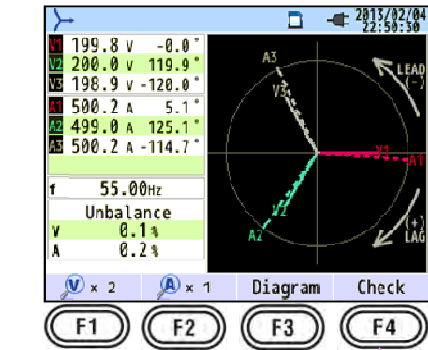 2013/02/04
22:50:30
V1 199.8 V -0.0°
V2 200.0 V 119.9°
V3 198.9 V -120.0°
A1 500.2 A 5.1°
A2 499.0 A 125.1°
A3 500.2 A -114.7°
f 55.00Hz
Unbalance
V 0.1%
A 0.2%
A3
V3
LEAD
(-)
V1
A1
V2
A2
(+)
LAG
V × 2
A × 1
Diagram
Check
F1
F2
F3
F4